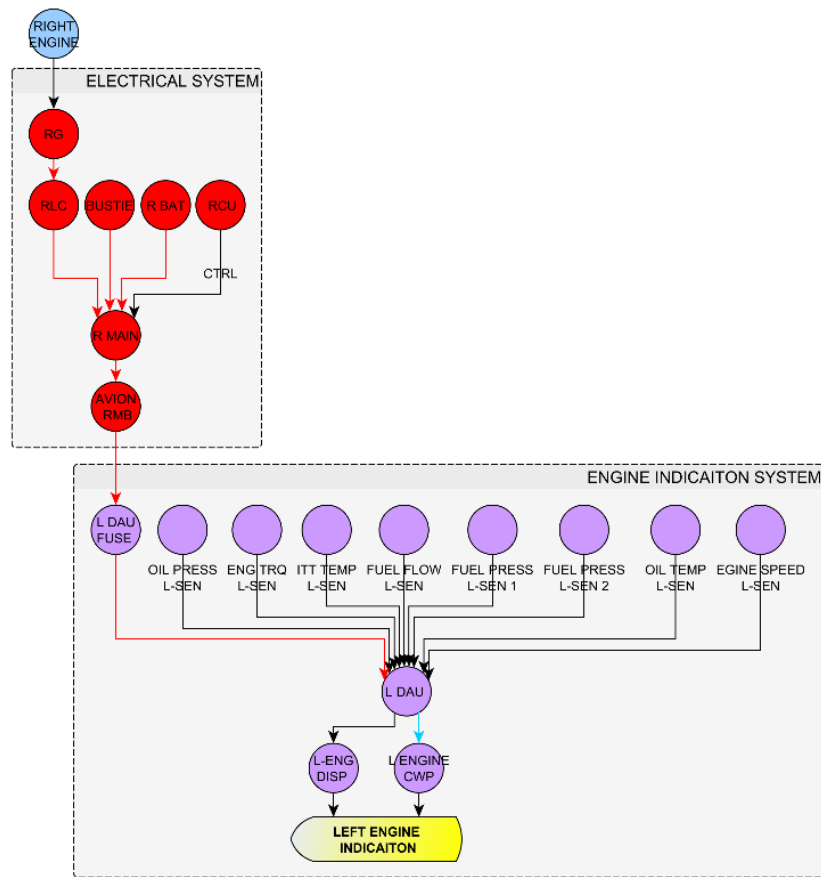 RIGHT
ENGINE
ELECTRICAL SYSTEM
RG
RLC
BUSTIE
R BAT
RCU
CTRL
R MAIN
AVION
RMB
ENGINE INDICAITON SYSTEM
L DAU
FUSE
OIL PRESS
L-SEN
ENG TRQ
L-SEN
ITT TEMP
L-SEN
FUEL FLOW
L-SEN
FUEL PRESS
L-SEN 1
FUEL PRESS
L-SEN 2
OIL TEMP
L-SEN
EGINE SPEED
L-SEN
L DAU
L-ENG
DISP
L ENGINE
CWP
LEFT ENGINE
INDICAITON